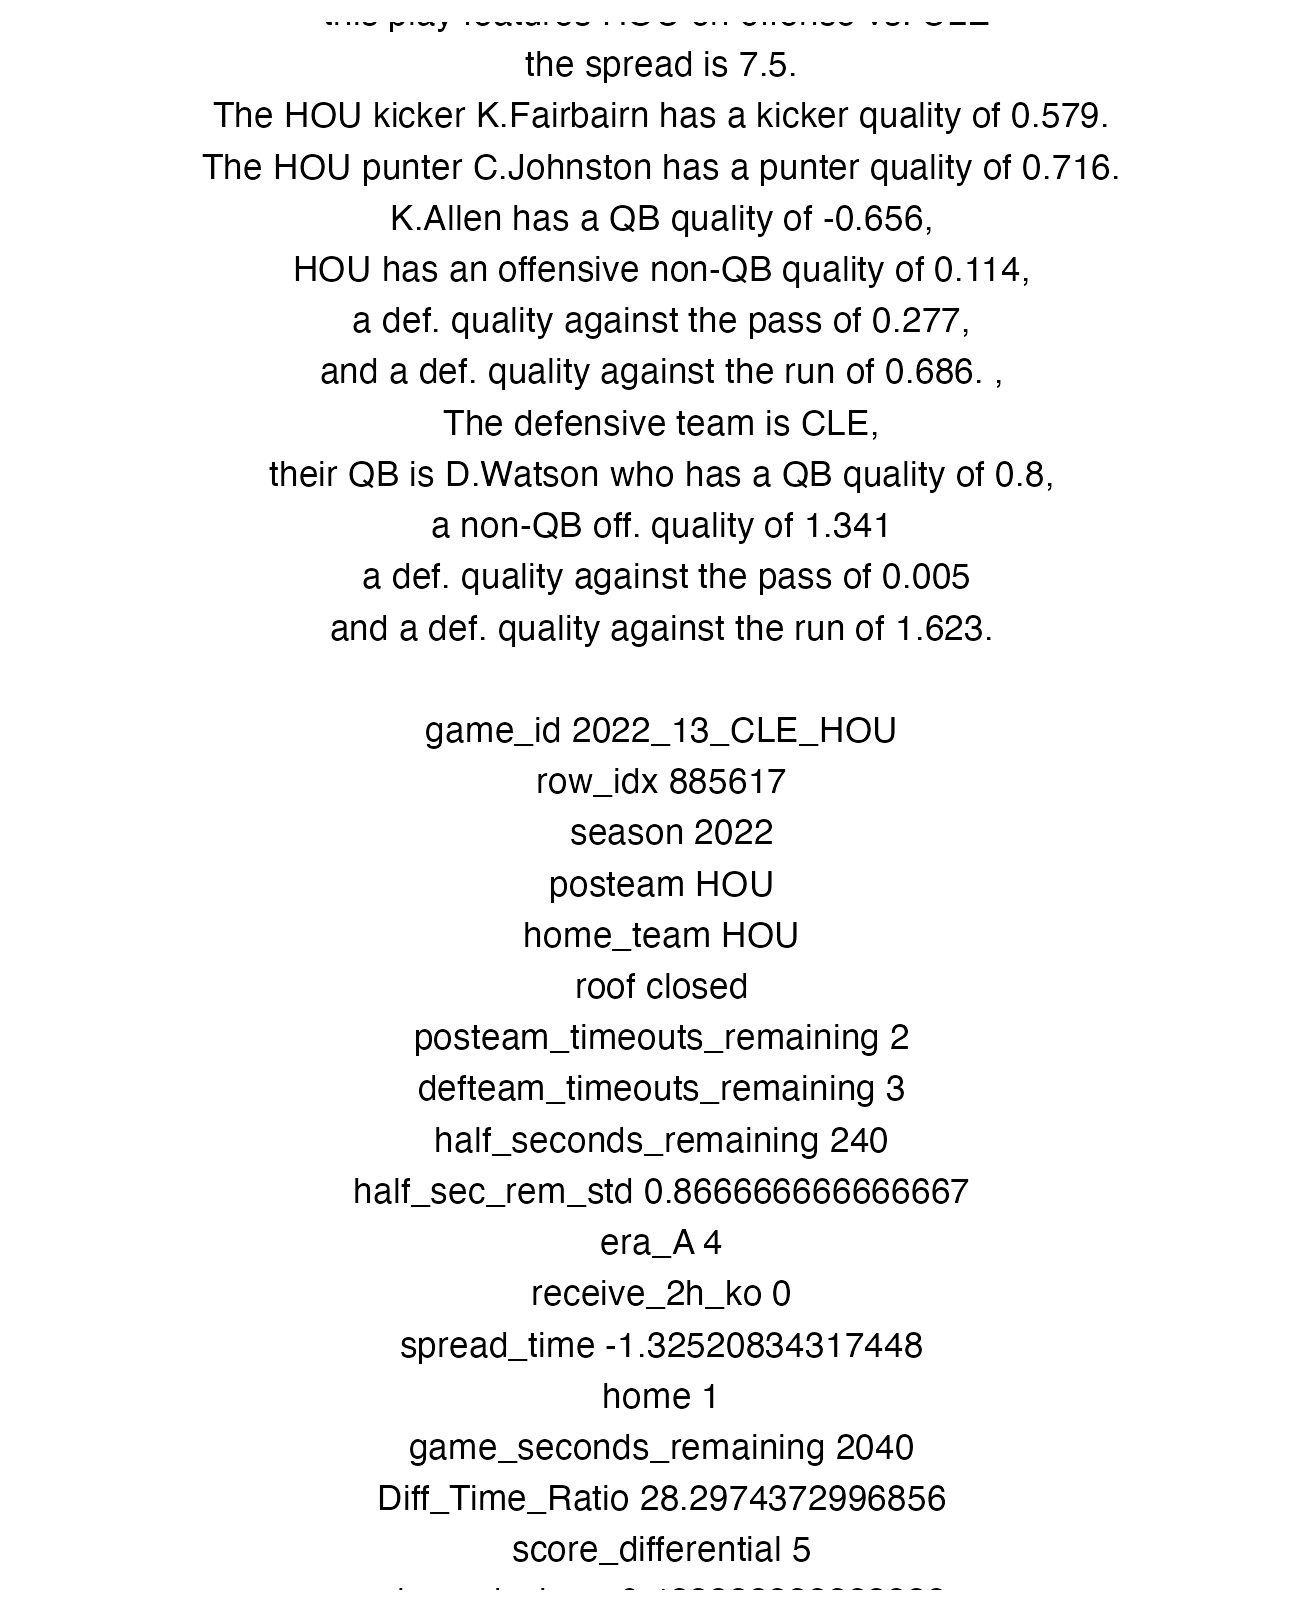 this play features HOU on offense vs. CLE
the spread is 7.5.
The HOU kicker K.Fairbairn has a kicker quality of 0.579.
The HOU punter C.Johnston has a punter quality of 0.716.
K.Allen has a QB quality of -0.656,
HOU has an offensive non-QB quality of 0.114,
a def. quality against the pass of 0.277,
and a def. quality against the run of 0.686. ,
The defensive team is CLE,
their QB is D.Watson who has a QB quality of 0.8,
a non-QB off. quality of 1.341
a def. quality against the pass of 0.005
and a def. quality against the run of 1.623.
game_id 2022_13_CLE_HOU
row_idx 885617
season 2022
posteam HOU
home_team HOU
roof closed
posteam_timeouts_remaining 2
defteam_timeouts_remaining 3
half_seconds_remaining 240
half_sec_rem_std 0.866666666666667
era_A 4
receive_2h_ko 0
spread_time -1.32520834317448
home 1
game_seconds_remaining 2040
Diff_Time_Ratio 28.2974372996856
score_differential 5